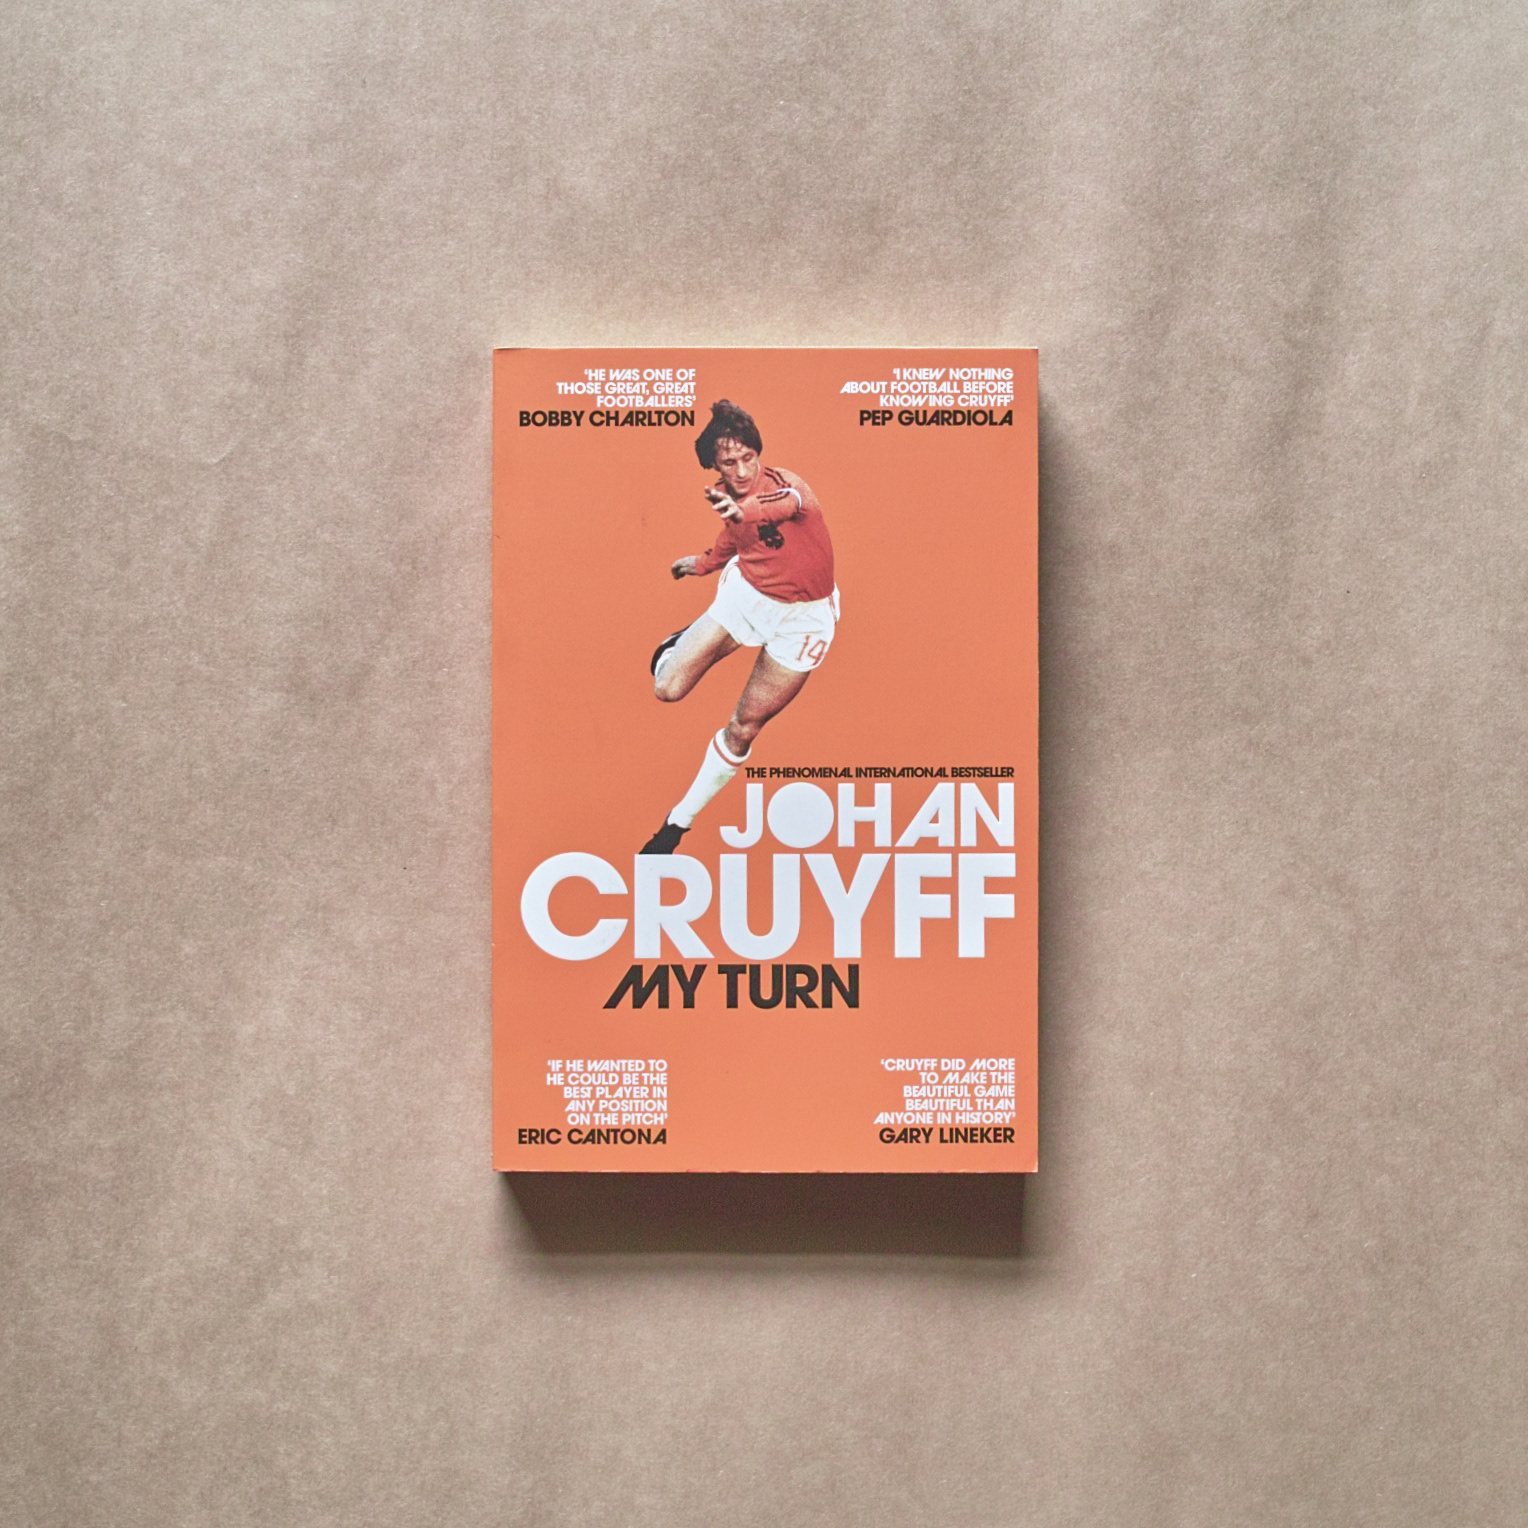 'HE WAS ONE OF
THOSE GREAT, GREAT
FOOTBALLERS'
BOBBY CHARLTON
'I KNEW NOTHING
ABOUT FOOTBALL BEFORE
KNOWING CRUYFF'
PEP GUARDIOLA
14
THE PHENOMENAL INTERNATIONAL BESTSELLER
JOHAN
CRUYFF
MY TURN
'IF HE WANTED TO
HE COULD BE THE
BEST PLAYER IN
ANY POSITION
ON THE PITCH'
ERIC CANTONA
'CRUYFF DID MORE
TO MAKE THE
BEAUTIFUL GAME
BEAUTIFUL THAN
ANYONE IN HISTORY'
GARY LINEKER